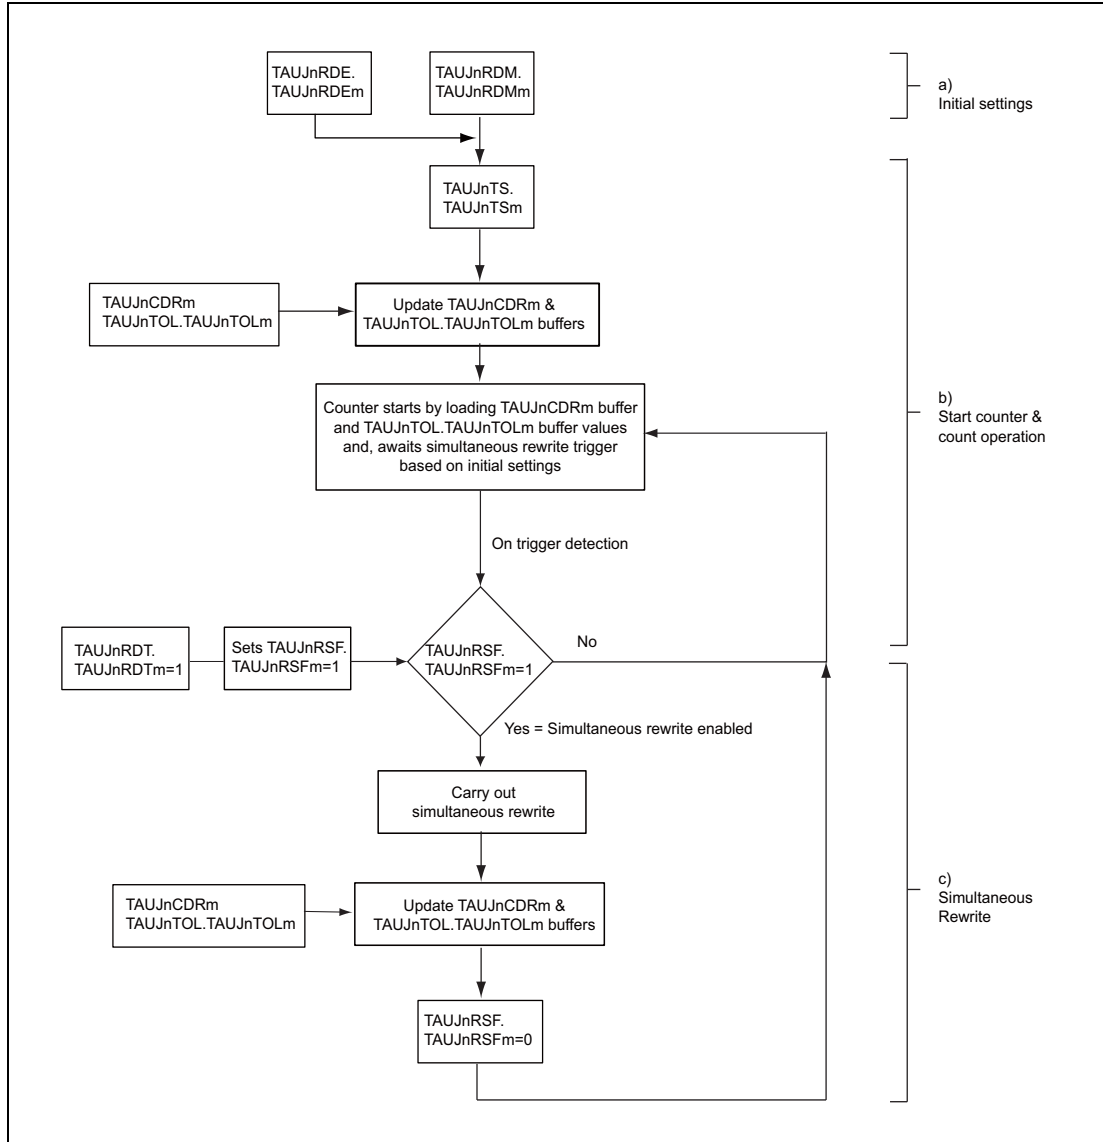 TAUJnRDE.
TAUJnRDEm
TAUJnRDM.
TAUJnRDMm
a)
Initial settings
TAUJnTS.
TAUJnTSm
TAUJnCDRm
TAUJnTOL.TAUJnTOLm
Update TAUJnCDRm &
TAUJnTOL.TAUJnTOLm buffers
Counter starts by loading TAUJnCDRm buffer
and TAUJnTOL.TAUJnTOLm buffer values
and, awaits simultaneous rewrite trigger
based on initial settings
b)
Start counter &
count operation
On trigger detection
TAUJnRDT.
TAUJnRDTm=1
Sets TAUJnRSF.
TAUJnRSFm=1
TAUJnRSF.
TAUJnRSFm=1
No
Yes = Simultaneous rewrite enabled
Carry out
simultaneous rewrite
TAUJnCDRm
TAUJnTOL.TAUJnTOLm
Update TAUJnCDRm &
TAUJnTOL.TAUJnTOLm buffers
c)
Simultaneous
Rewrite
TAUJnRSF.
TAUJnRSFm=0